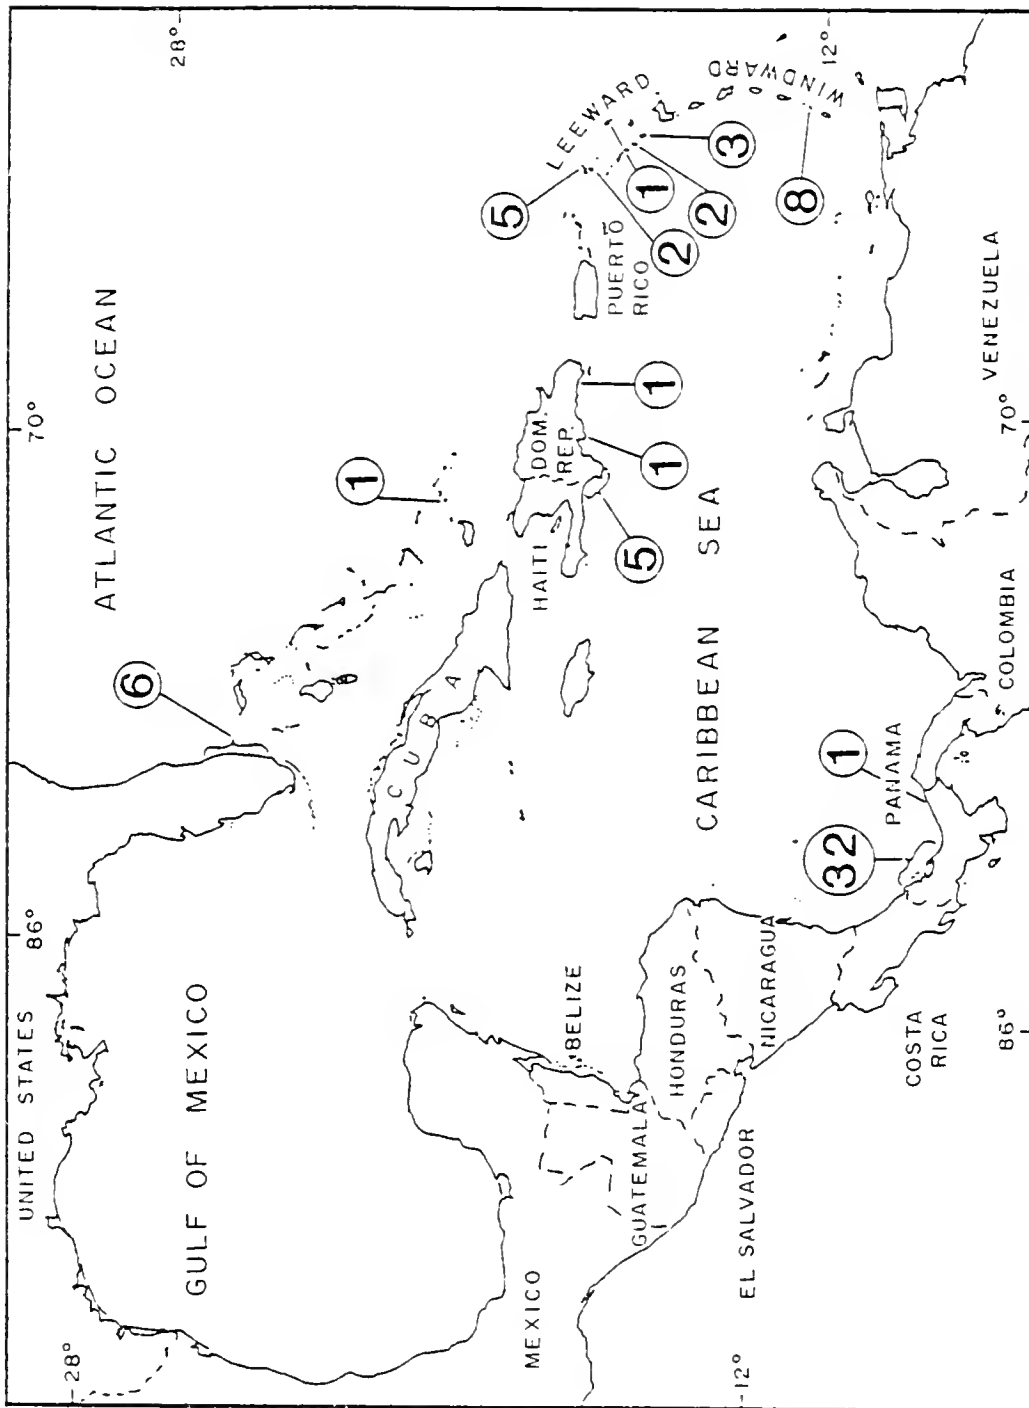 UNITED STATES
86°
70°
28°
28°
ATLANTIC OCEAN
GULF OF MEXICO
6
1
5
LEEWARD
1
3
2
2
WINDWARD
8
CUBA
HAITI
DOM.
REP.
PUERTO
RICO
1
1
5
MEXICO
BELIZE
GUATEMALA
HONDURAS
EL SALVADOR
NICARAGUA
COSTA
RICA
CARIBBEAN SEA
32
1
PANAMA
COLOMBIA
VENEZUELA
12°
12°
86°
70°